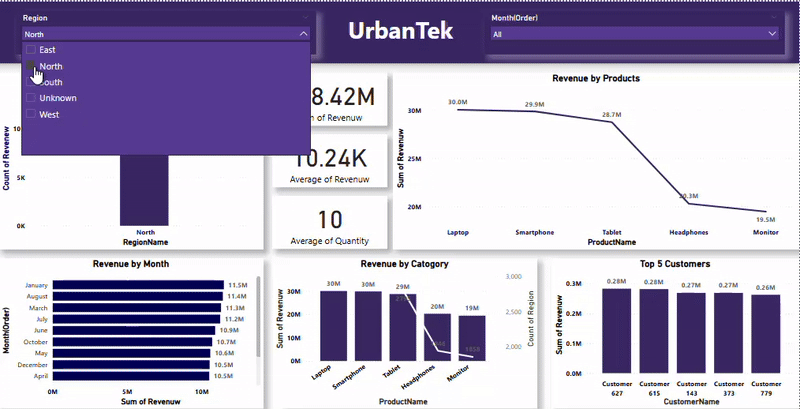 Region
UrbanTek
Month(Order)
North
All
East
North
South
Unknown
West
Count of Revenew
5K
0K
North
RegionName
8.42M
of Revenuw
10.24K
Average of Revenuw
10
Average of Quantity
Revenue by Products
Sum of Revenuw
30M
25M
20M
30.0M
29.9M
28.7M
20.3M
19.5M
Laptop
Smartphone
Tablet
Headphones
Monitor
ProductName
Revenue by Month
Month(Order)
January
11.5M
August
11.4M
March
11.3M
July
11.2M
June
10.9M
October
10.7M
May
10.6M
December
10.5M
April
10.5M
0M
5M
10M
Sum of Revenuw
Revenue by Catogory
Sum of Revenuw
30M
20M
10M
0M
30M
30M
29M
20M
19M
3,000
2,500
2,000
Count of Region
Laptop
Smartphone
Tablet
Headphones
Monitor
ProductName
Top 5 Customers
Sum of Revenuw
0.3M
0.2M
0.1M
0.0M
0.28M
0.28M
0.27M
0.27M
0.26M
Customer 627
Customer 615
Customer 143
Customer 373
Customer 779
CustomerName